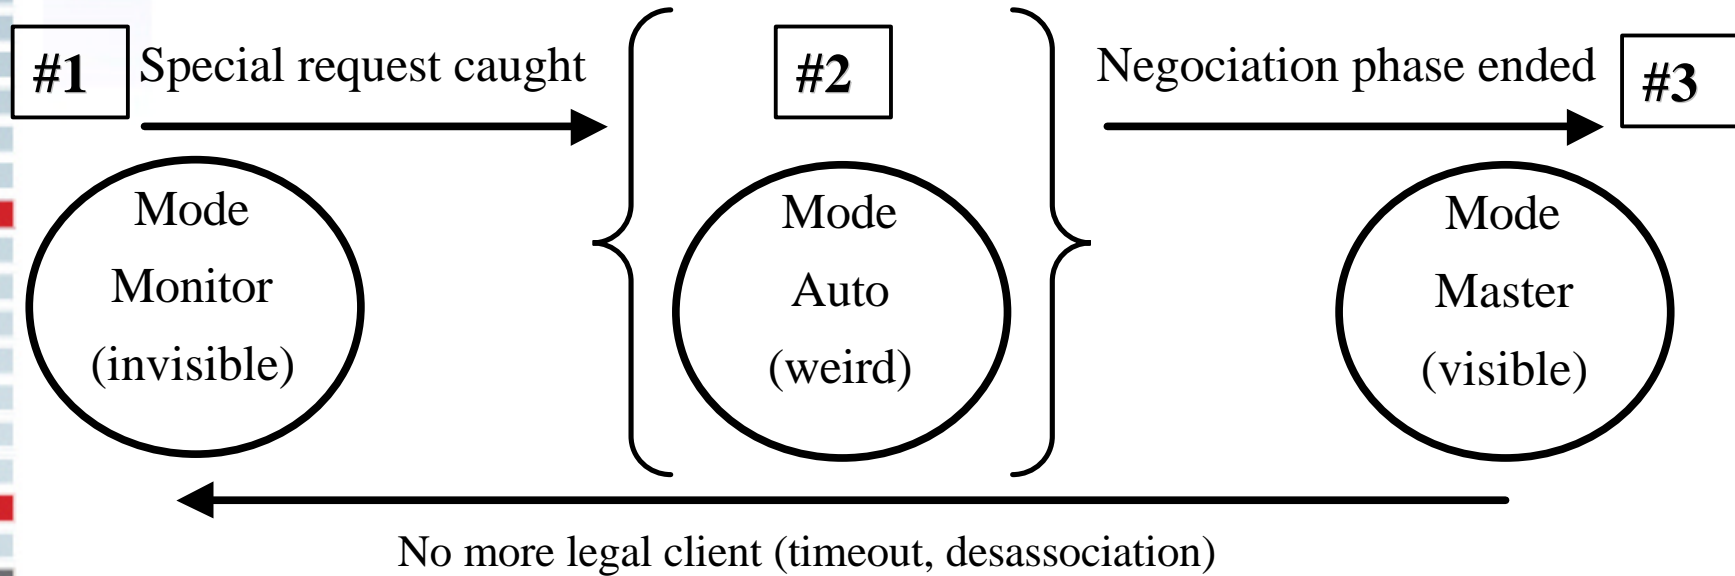 #1
Special request caught
#2
Negociation phase ended
#3
Mode
Monitor
(invisible)
Mode
Auto
(weird)
Mode
Master
(visible)
No more legal client (timeout, desassociation)